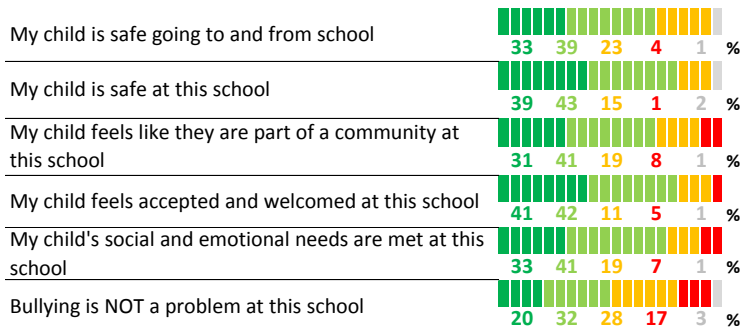 My child is safe going to and from school
33 39 23 4 1 %
My child is safe at this school
39 43 15 1 2 %
My child feels like they are part of a community at
this school
31 41 19 8 1 %
My child feels accepted and welcomed at this school
41 42 11 5 1 %
My child's social and emotional needs are met at this
school
33 41 19 7 1 %
Bullying is NOT a problem at this school
20 32 28 17 3 %